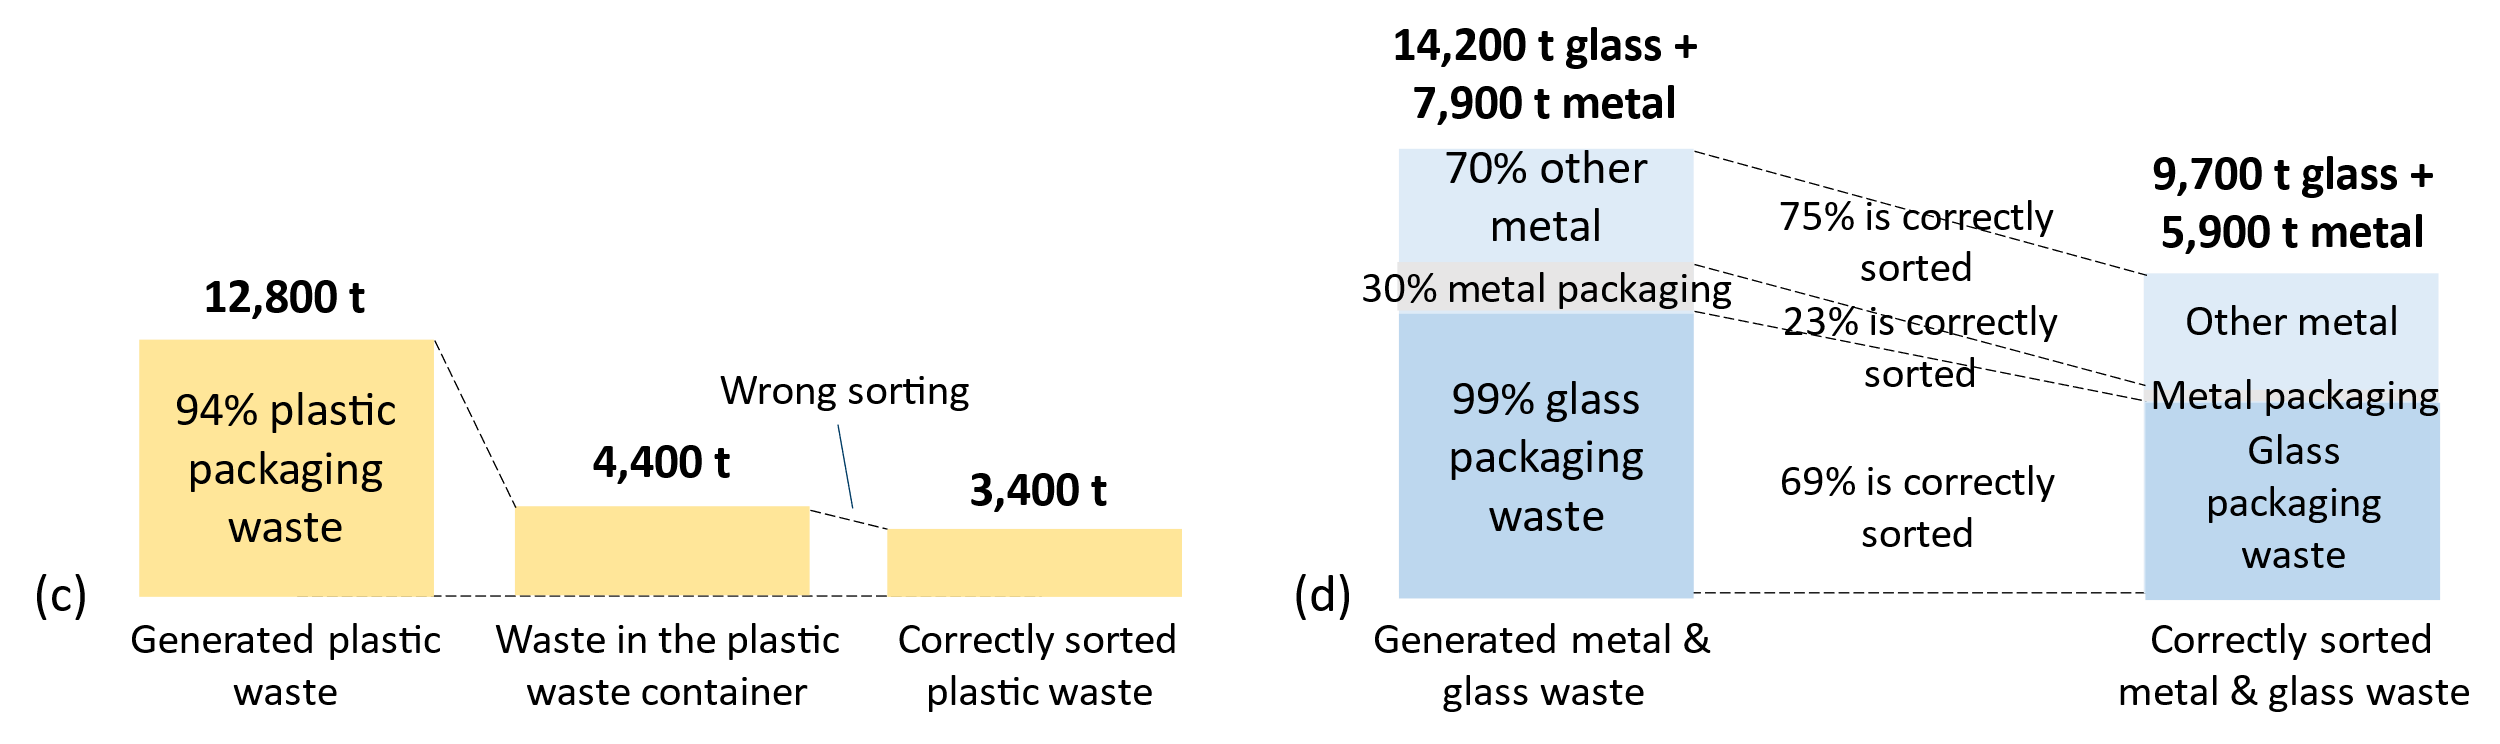 12,800 t
94% plastic
packaging
waste
Wrong sorting
4,400 t
3,400 t
(c)
Generated plastic
waste
Waste in the plastic
waste container
Correctly sorted
plastic waste
14,200 t glass +
7,900 t metal
70% other
metal
30% metal packaging
99% glass
packaging
waste
75% is correctly
sorted
23% is correctly
sorted
69% is correctly
sorted
9,700 t glass +
5,900 t metal
Other metal
Metal packaging
Glass
packaging
waste
(d)
Generated metal &
glass waste
Correctly sorted
metal & glass waste